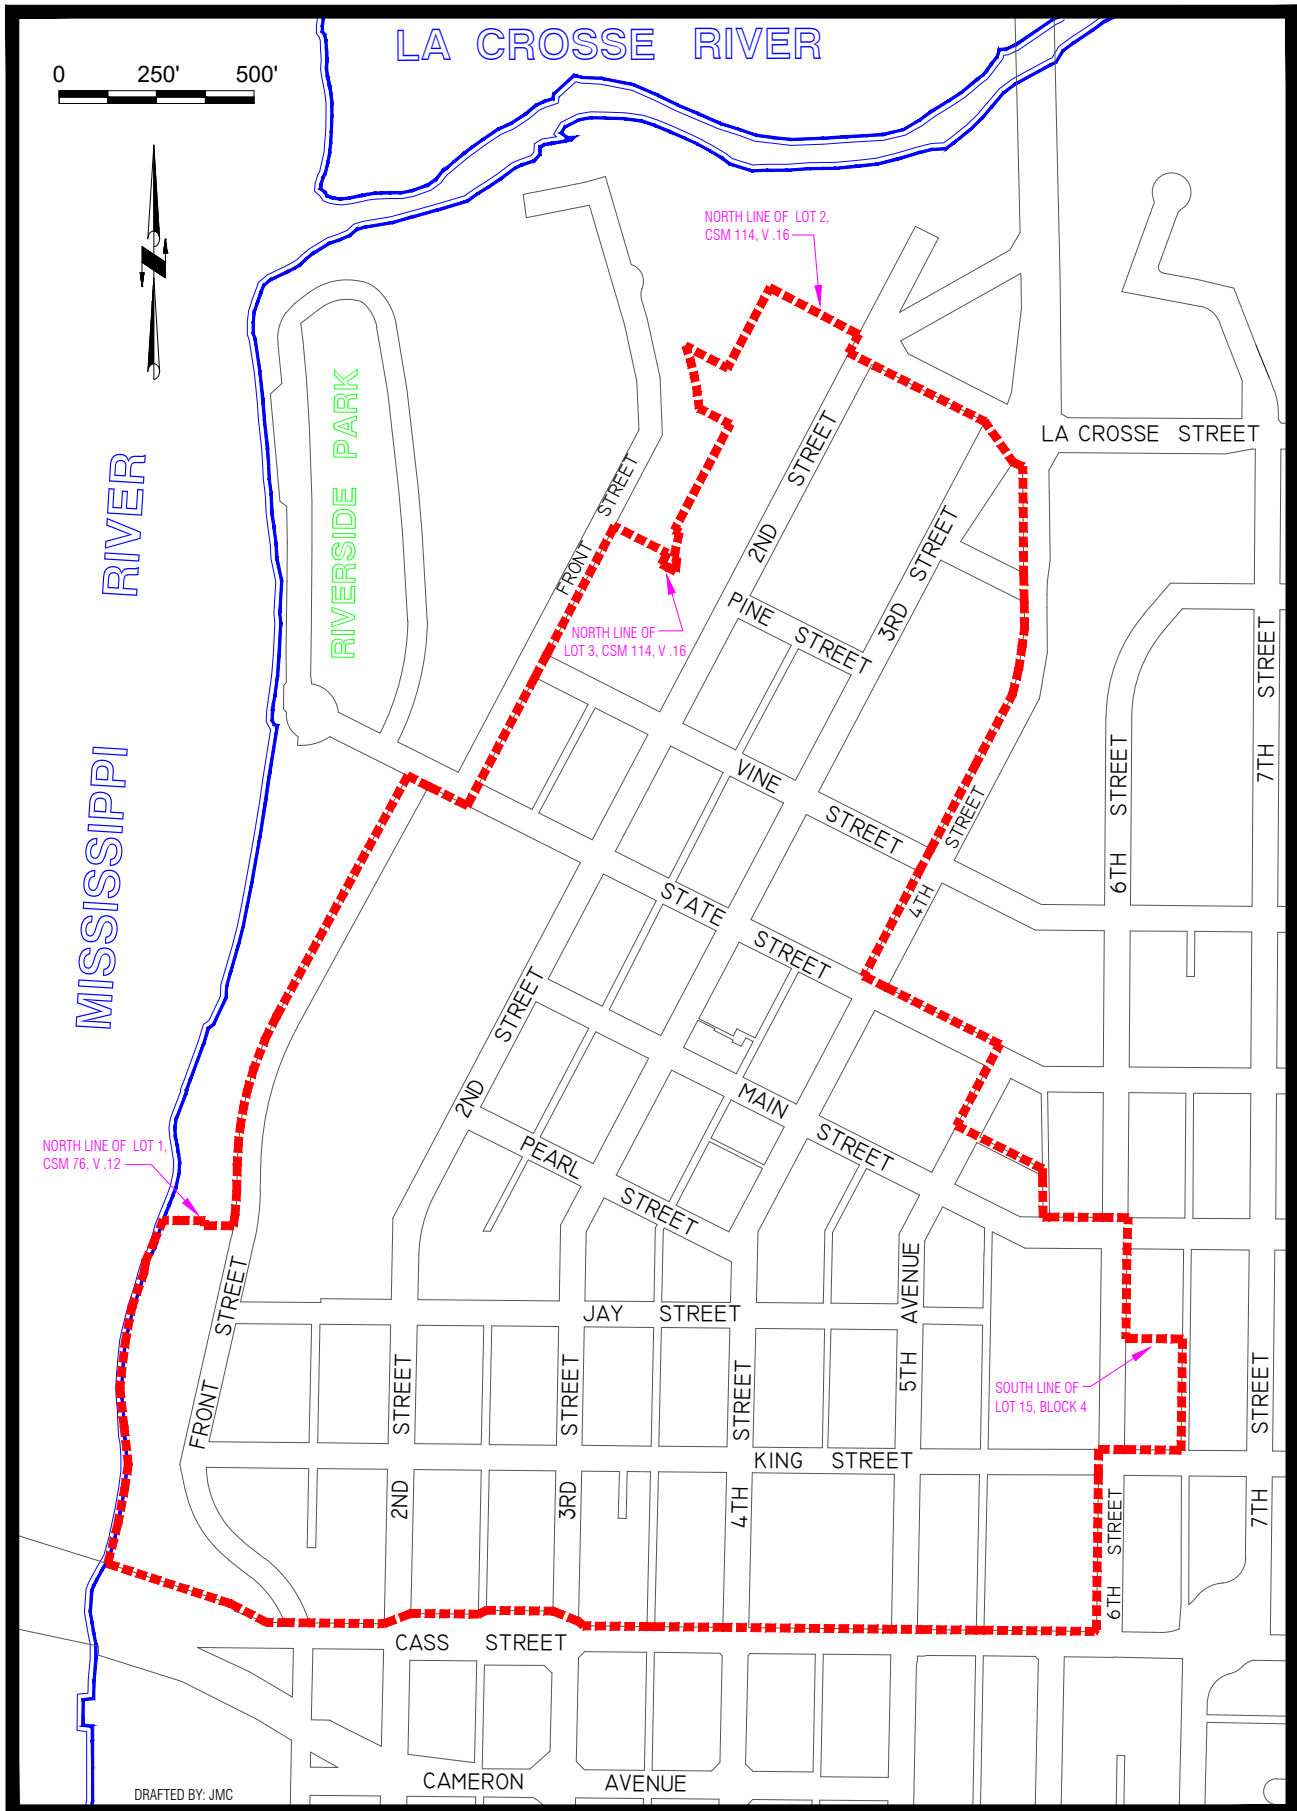 LA CROSSE RIVER
0 250' 500'
NORTH LINE OF LOT 2,
CSM 114, V .16
RIVERSIDE PARK
LA CROSSE STREET
MISSISSIPPI RIVER
FRONT STREET
2ND STREET
3RD STREET
PINE STREET
NORTH LINE OF
LOT 3, CSM 114, V .16
7TH STREET
6TH STREET
VINE STREET
4TH STREET
STATE STREET
2ND STREET
MAIN STREET
PEARL STREET
NORTH LINE OF LOT 1,
CSM 76, V .12
FRONT STREET
JAY STREET
5TH AVENUE
FRONT
2ND STREET
3RD STREET
4TH STREET
SOUTH LINE OF
LOT 15, BLOCK 4
7TH STREET
KING STREET
6TH STREET
CASS STREET
CAMERON AVENUE
DRAFTED BY: JMC